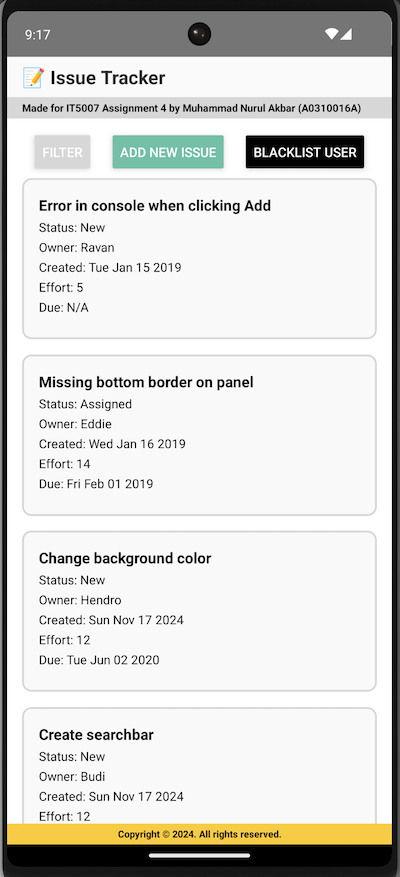 9:17
📝 Issue Tracker
Made for IT5007 Assignment 4 by Muhammad Nurul Akbar (A0310016A)
FILTER ADD NEW ISSUE BLACKLIST USER
Error in console when clicking Add
Status: New
Owner: Ravan
Created: Tue Jan 15 2019
Effort: 5
Due: N/A
Missing bottom border on panel
Status: Assigned
Owner: Eddie
Created: Wed Jan 16 2019
Effort: 14
Due: Fri Feb 01 2019
Change background color
Status: New
Owner: Hendro
Created: Sun Nov 17 2024
Effort: 12
Due: Tue Jun 02 2020
Create searchbar
Status: New
Owner: Budi
Created: Sun Nov 17 2024
Effort: 12
Copyright © 2024. All rights reserved.